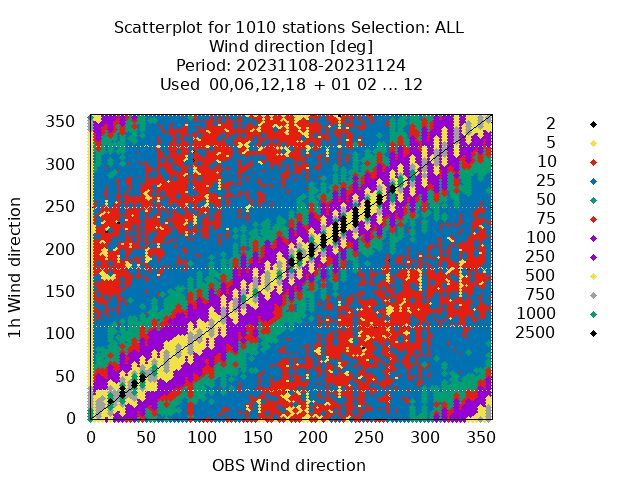 Scatterplot for 1010 stations Selection: ALL
Wind direction [deg]
Period: 20231108-20231124
Used 00,06,12,18 + 01 02 ... 12
350
300
250
200
150
100
50
0
1h Wind direction
0 50 100 150 200 250 300 350
OBS Wind direction
2
5
10
25
50
75
100
250
500
750
1000
2500